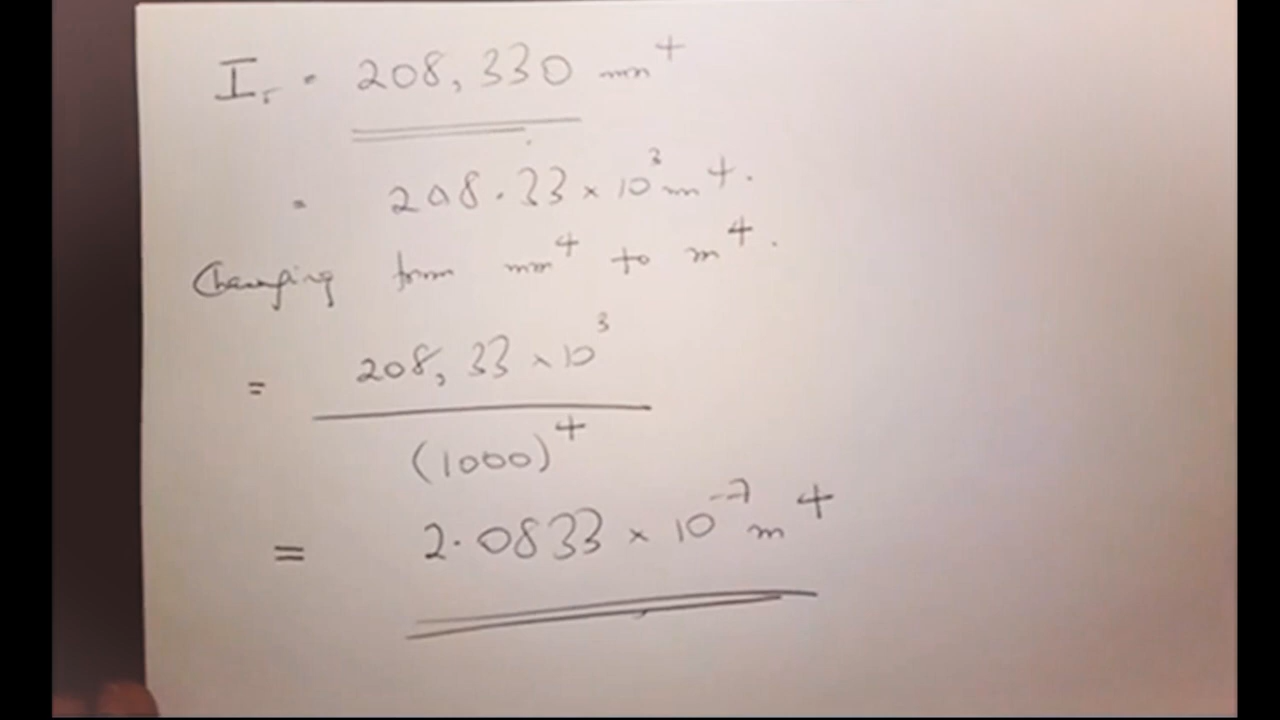 I₅ = 208,330 mm⁴
= 208.33 × 10³ mm⁴.
Changing from mm⁴ to m⁴.
= 208,33 × 10³
(1000)⁴
= 2.0833 × 10⁻⁷ m⁴